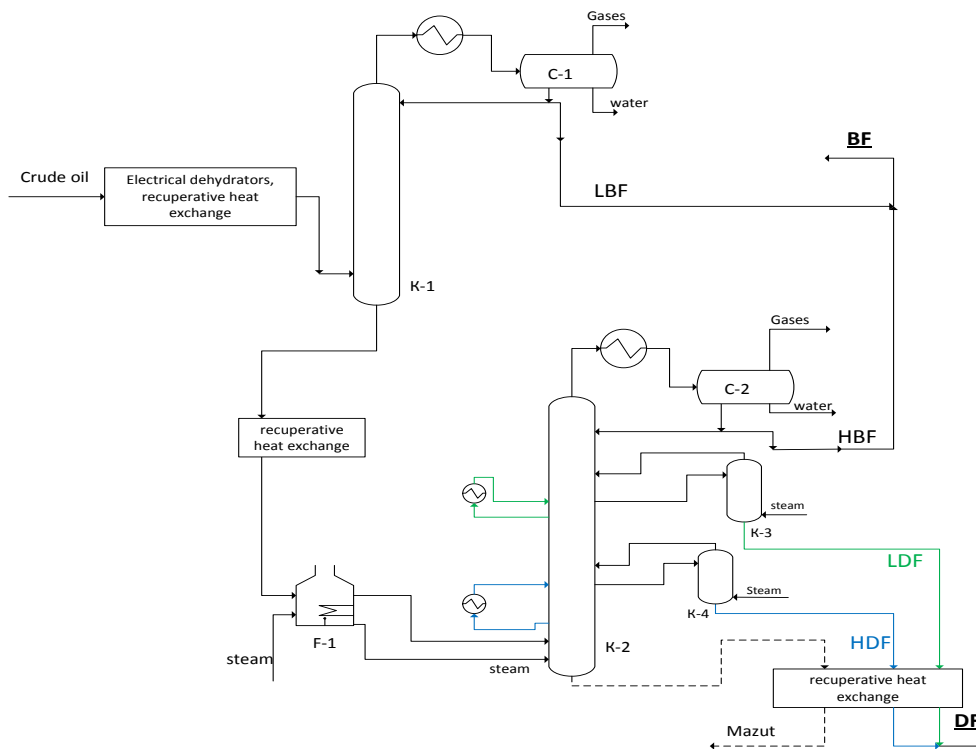 Gases
C-1
water
BF
Crude oil
Electrical dehydrators,
recuperative heat
exchange
LBF
K-1
Gases
C-2
water
HBF
recuperative
heat exchange
steam
K-3
LDF
Steam
K-4
F-1
HDF
K-2
steam
steam
recuperative heat
exchange
DF
Mazut